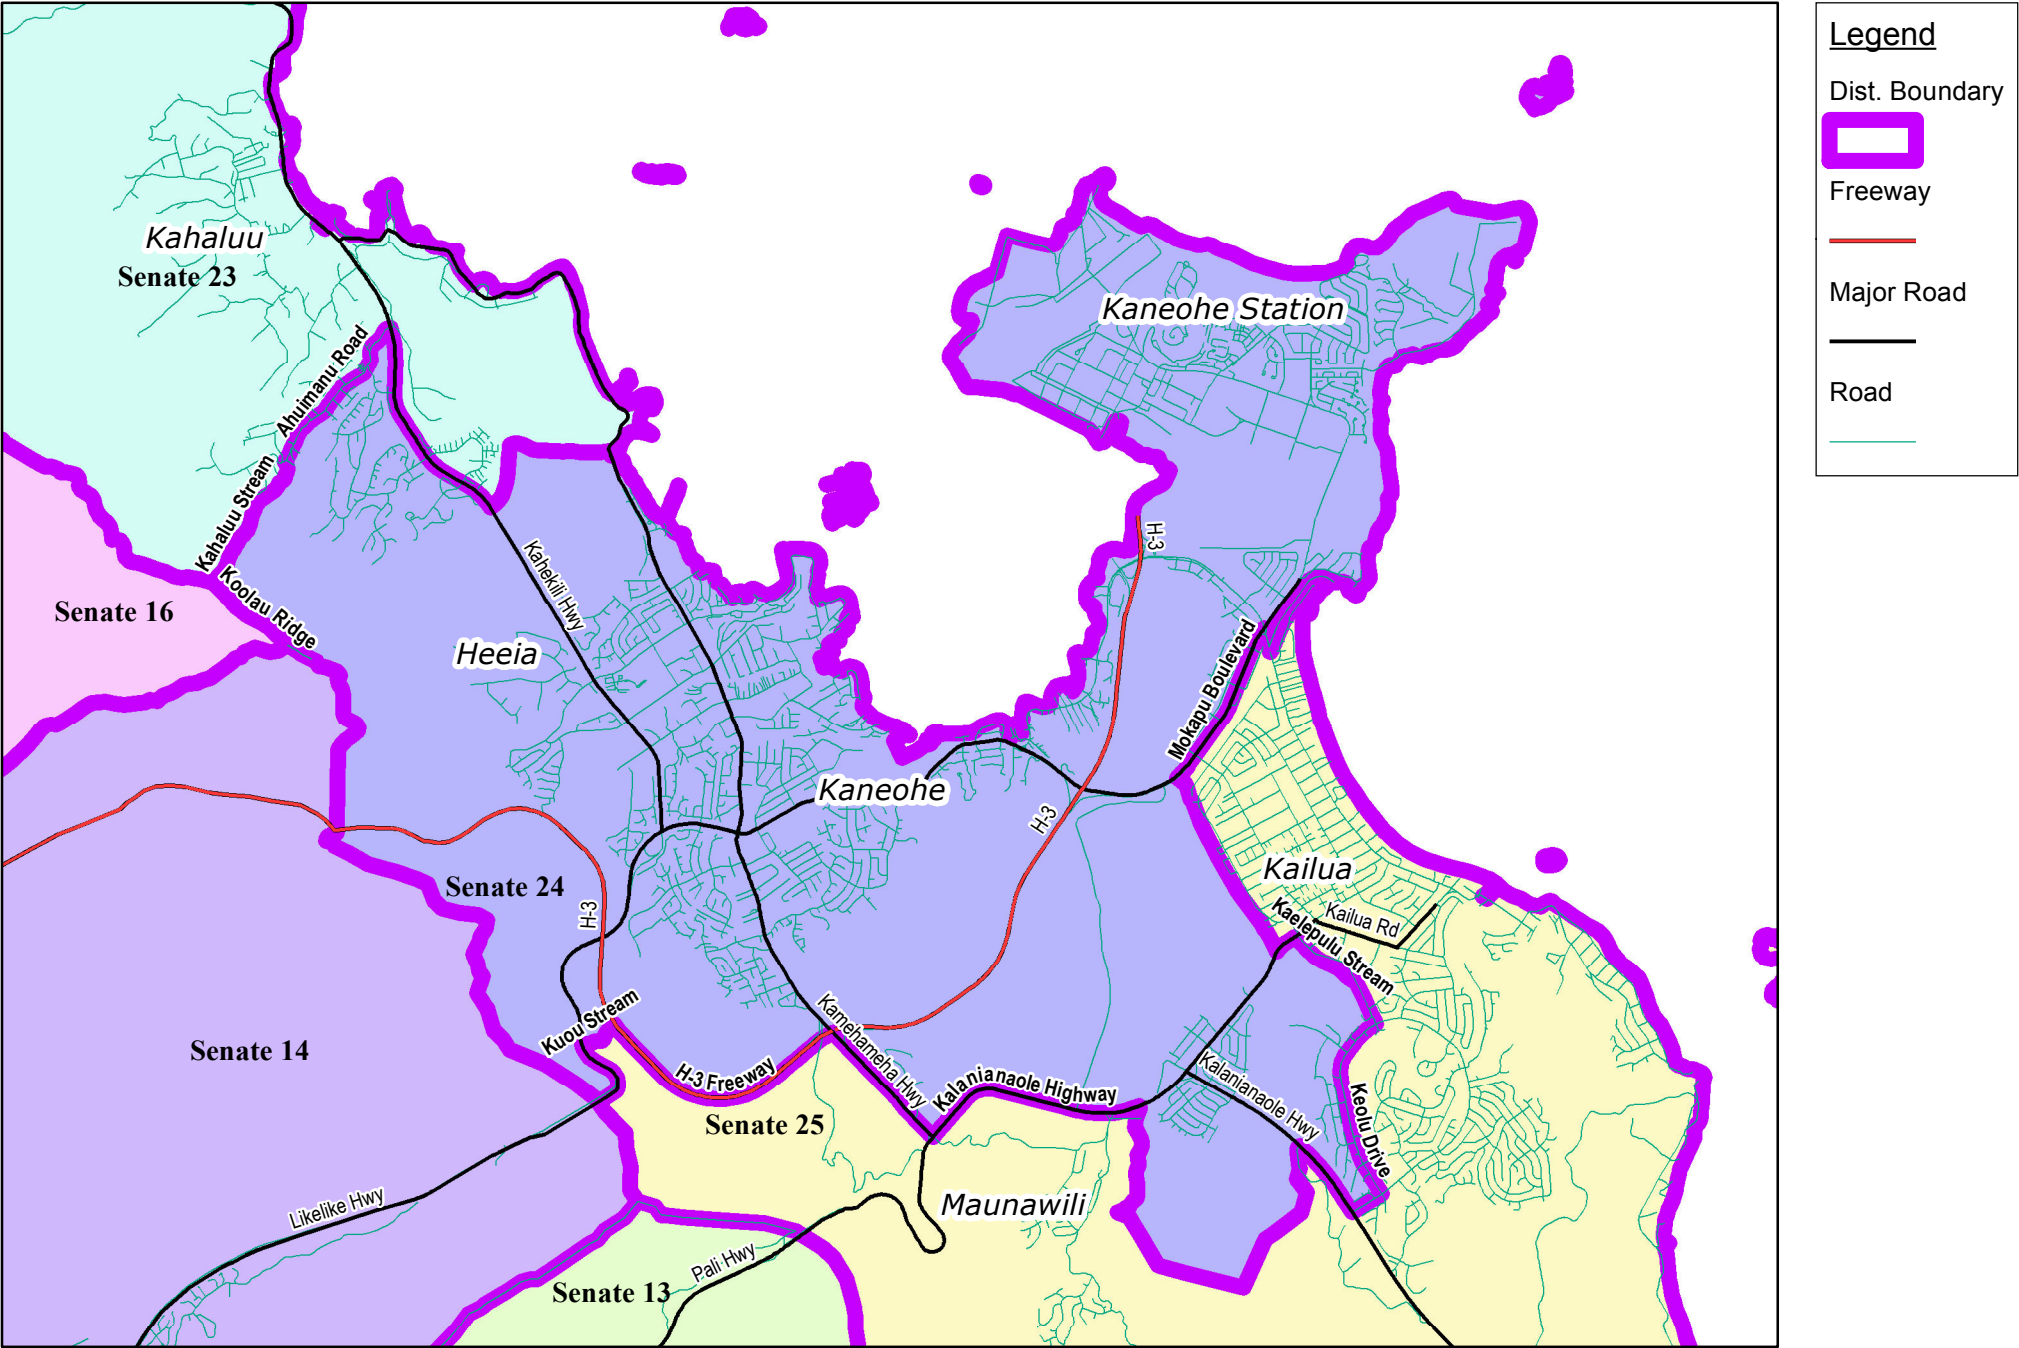 Legend
Dist. Boundary
Freeway
Major Road
Road
Kahaluu
Senate 23
Kaneohe Station
Ahuimanu Road
Kahaluu Stream
Koolau Ridge
Senate 16
Kahekili Hwy
H-3
Heeia
Mokapu Boulevard
Kaneohe
H-3
Kailua
Senate 24
H-3
Kailua Rd
Kaelepulu Stream
Kuou Stream
Senate 14
H-3 Freeway
Kamehameha Hwy
Kalanianaole Highway
Kalanianaole Hwy
Keolu Drive
Senate 25
Maunawili
Likelike Hwy
Pali Hwy
Senate 13